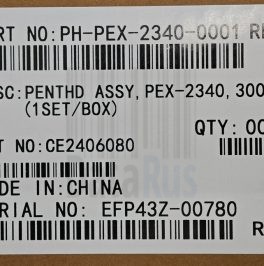 RT NO:PH-PEX-2340-0001 RE
SC:PENTHD ASSY,PEX-2340,300
(1SET/BOX)
QTY: 00
T NO:CE2406080
DE IN:CHINA
RIAL NO: EFP43Z-00780
R